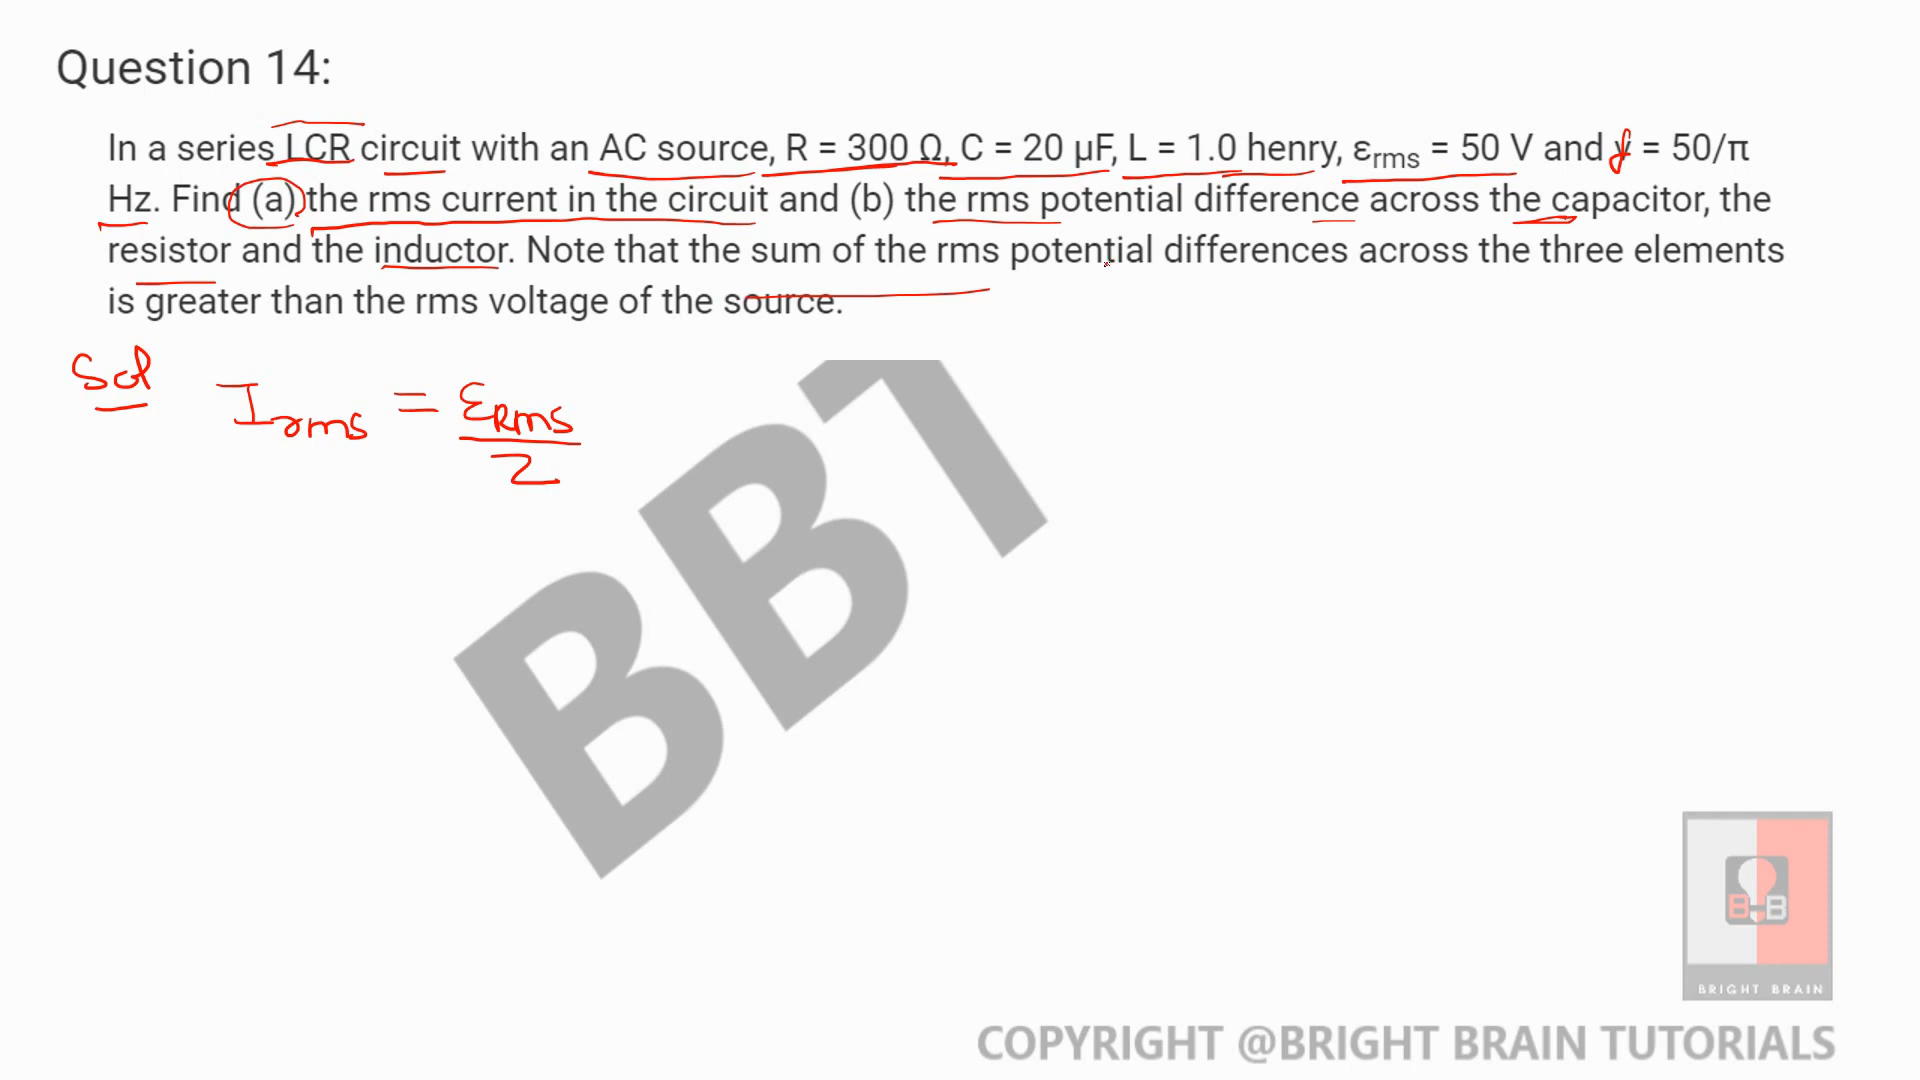 Question 14:
In a series LCR circuit with an AC source, R = 300 Ω, C = 20 μF, L = 1.0 henry, εrms = 50 V and f = 50/π
Hz. Find (a) the rms current in the circuit and (b) the rms potential difference across the capacitor, the
resistor and the inductor. Note that the sum of the rms potential differences across the three elements
is greater than the rms voltage of the source.
Sol
Irms = εRms
Z
BBT
B B
BRIGHT BRAIN
COPYRIGHT @BRIGHT BRAIN TUTORIALS